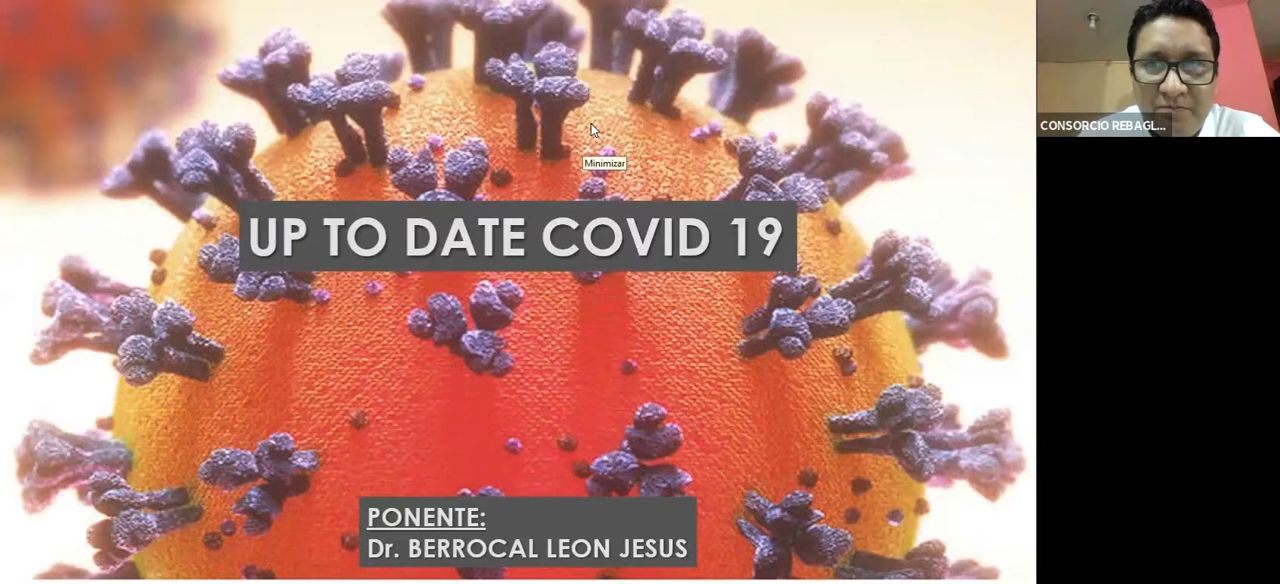 UP TO DATE COVID 19
PONENTE:
Dr. BERROCAL LEON JESUS
Minimizar
CONSORCIO REBAGL...